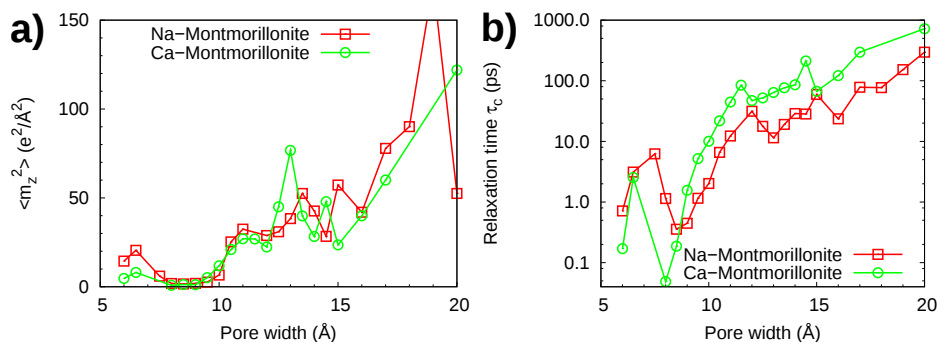 a)
<m_z^2> (e^2/Å^2)
150
100
50
0
5
10
15
20
Pore width (Å)
Na−Montmorillonite
Ca−Montmorillonite
b)
Relaxation time τ_c (ps)
1000.0
100.0
10.0
1.0
0.1
5
10
15
20
Pore width (Å)
Na−Montmorillonite
Ca−Montmorillonite